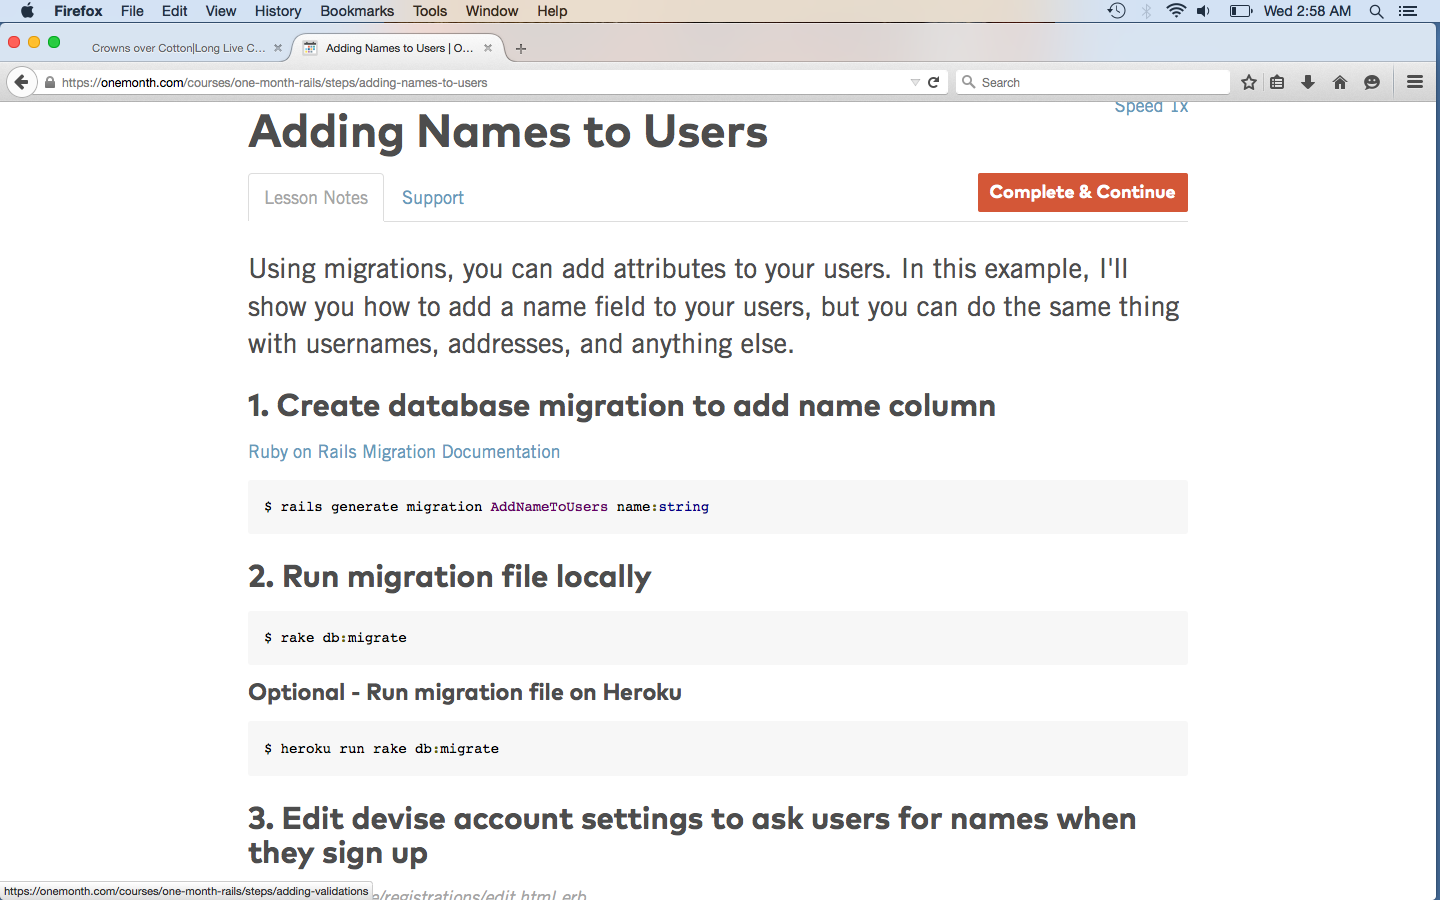 Firefox File Edit View History Bookmarks Tools Window Help Wed 2:58 AM
Crowns over Cotton|Long Live C... Adding Names to Users | O...
https://onemonth.com/courses/one-month-rails/steps/adding-names-to-users Search
Speed 1x
Adding Names to Users
Lesson Notes Support Complete & Continue
Using migrations, you can add attributes to your users. In this example, I'll
show you how to add a name field to your users, but you can do the same thing
with usernames, addresses, and anything else.
1. Create database migration to add name column
Ruby on Rails Migration Documentation
$ rails generate migration AddNameToUsers name:string
2. Run migration file locally
$ rake db:migrate
Optional - Run migration file on Heroku
$ heroku run rake db:migrate
3. Edit devise account settings to ask users for names when
they sign up
https://onemonth.com/courses/one-month-rails/steps/adding-validations
e/registrations/edit.html.erb